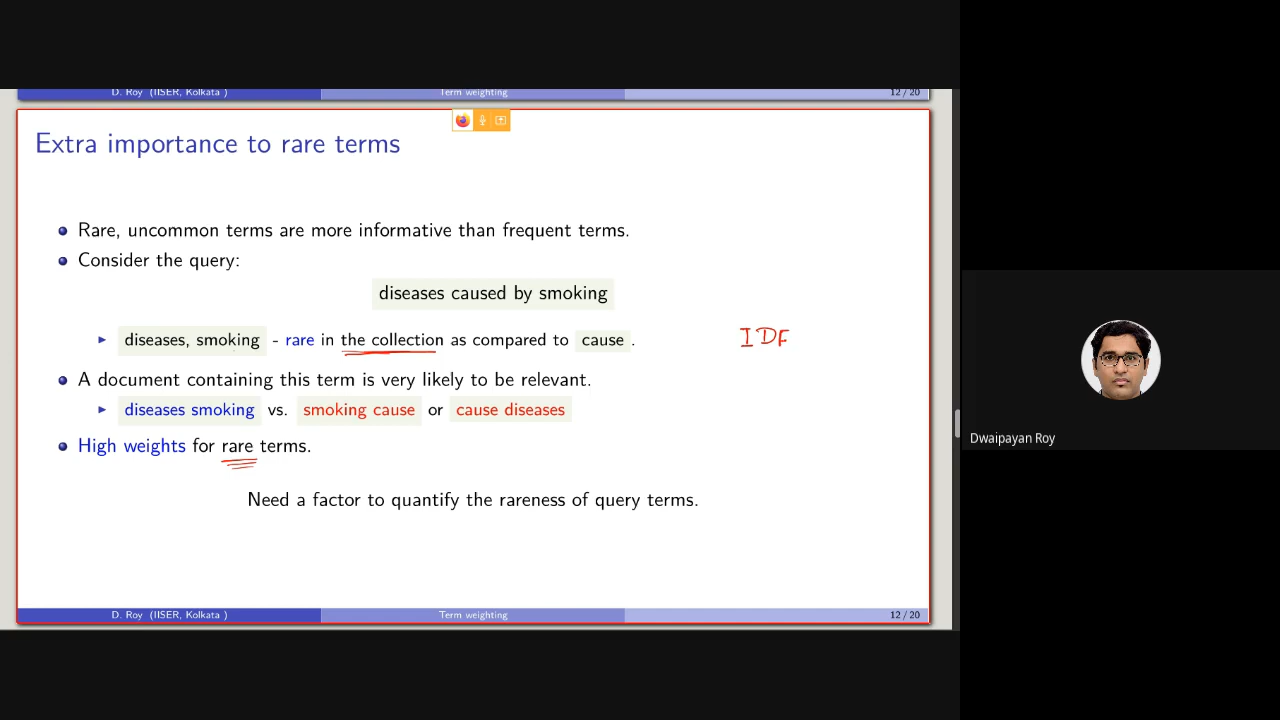 D. Roy (IISER, Kolkata ) Term weighting 12 / 20
Extra importance to rare terms
Rare, uncommon terms are more informative than frequent terms.
Consider the query:
diseases caused by smoking
diseases, smoking - rare in the collection as compared to cause . IDF
A document containing this term is very likely to be relevant.
diseases smoking vs. smoking cause or cause diseases
Dwaipayan Roy
High weights for rare terms.
Need a factor to quantify the rareness of query terms.
D. Roy (IISER, Kolkata ) Term weighting 12 / 20